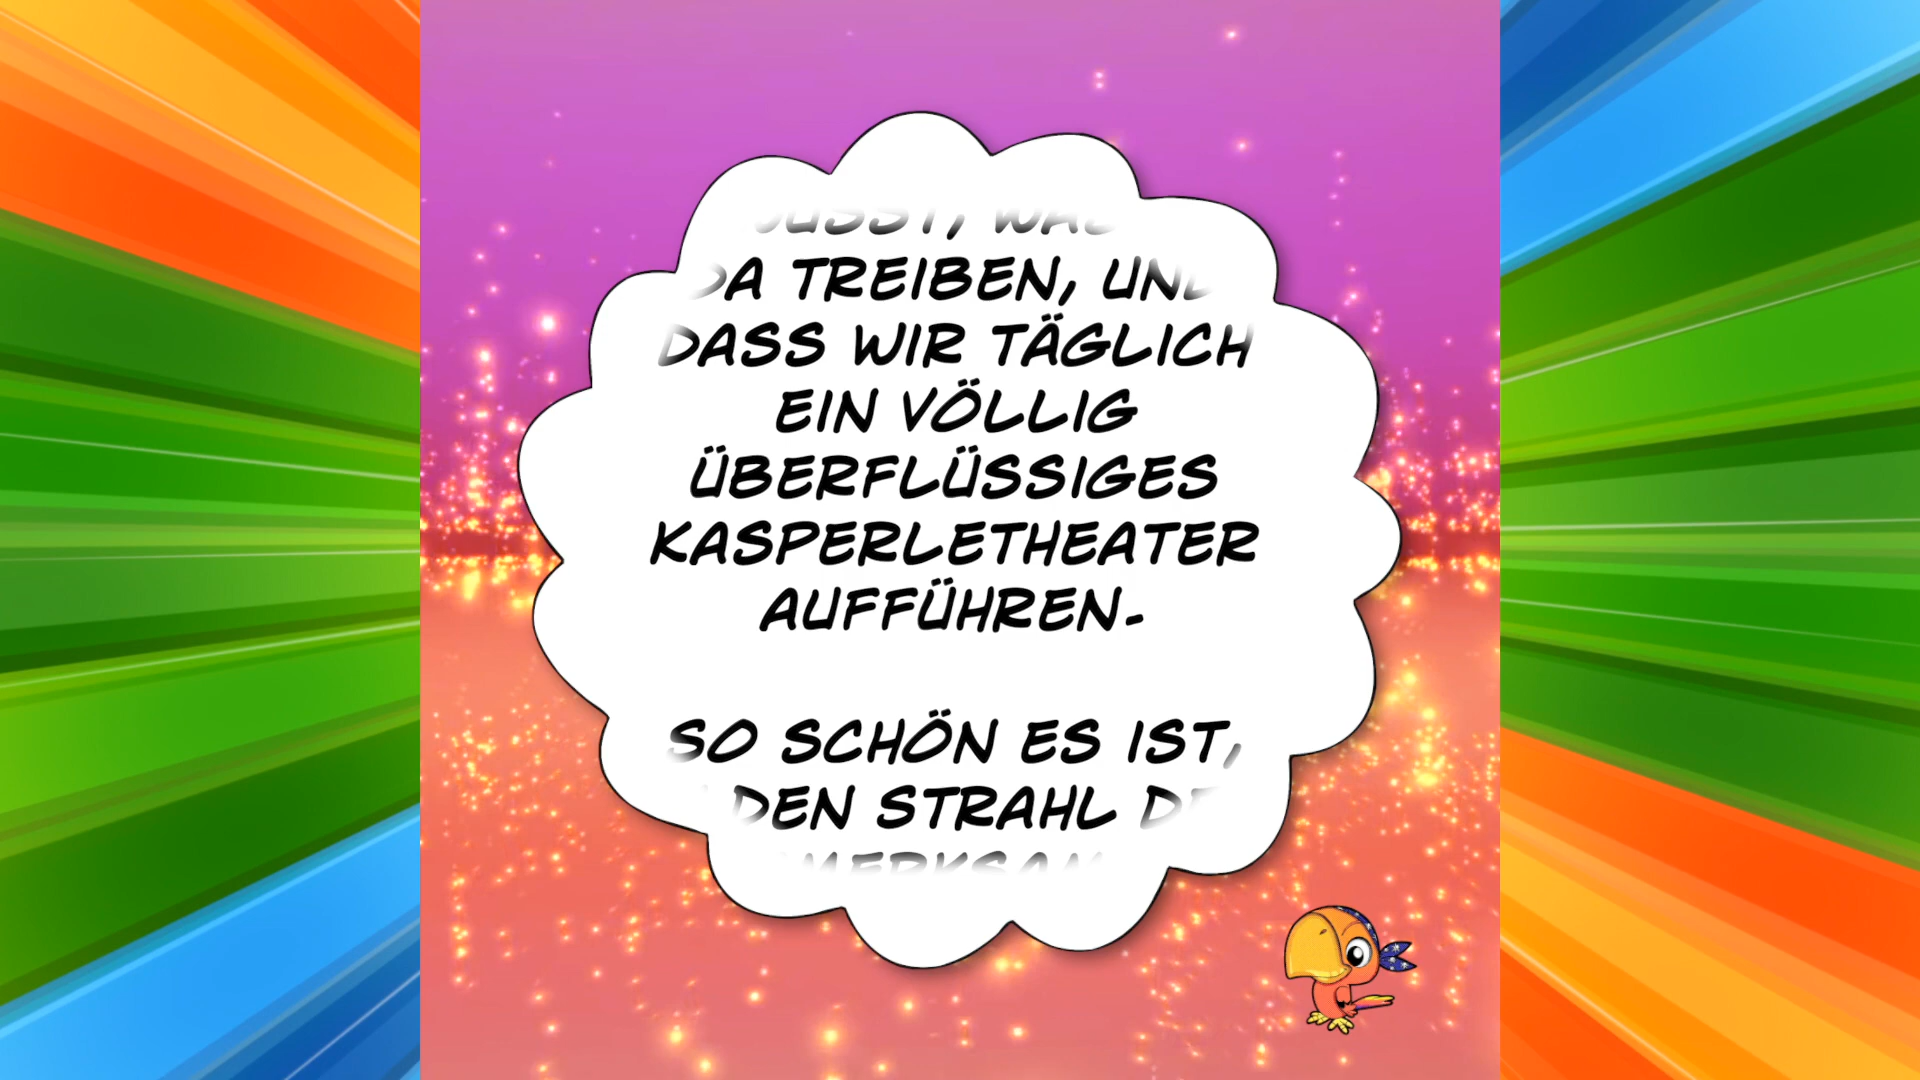 DA TREIBEN, UND
DASS WIR TÄGLICH
EIN VÖLLIG
ÜBERFLÜSSIGES
KASPERLETHEATER
AUFFÜHREN.
SO SCHÖN ES IST,
DEN STRAHL